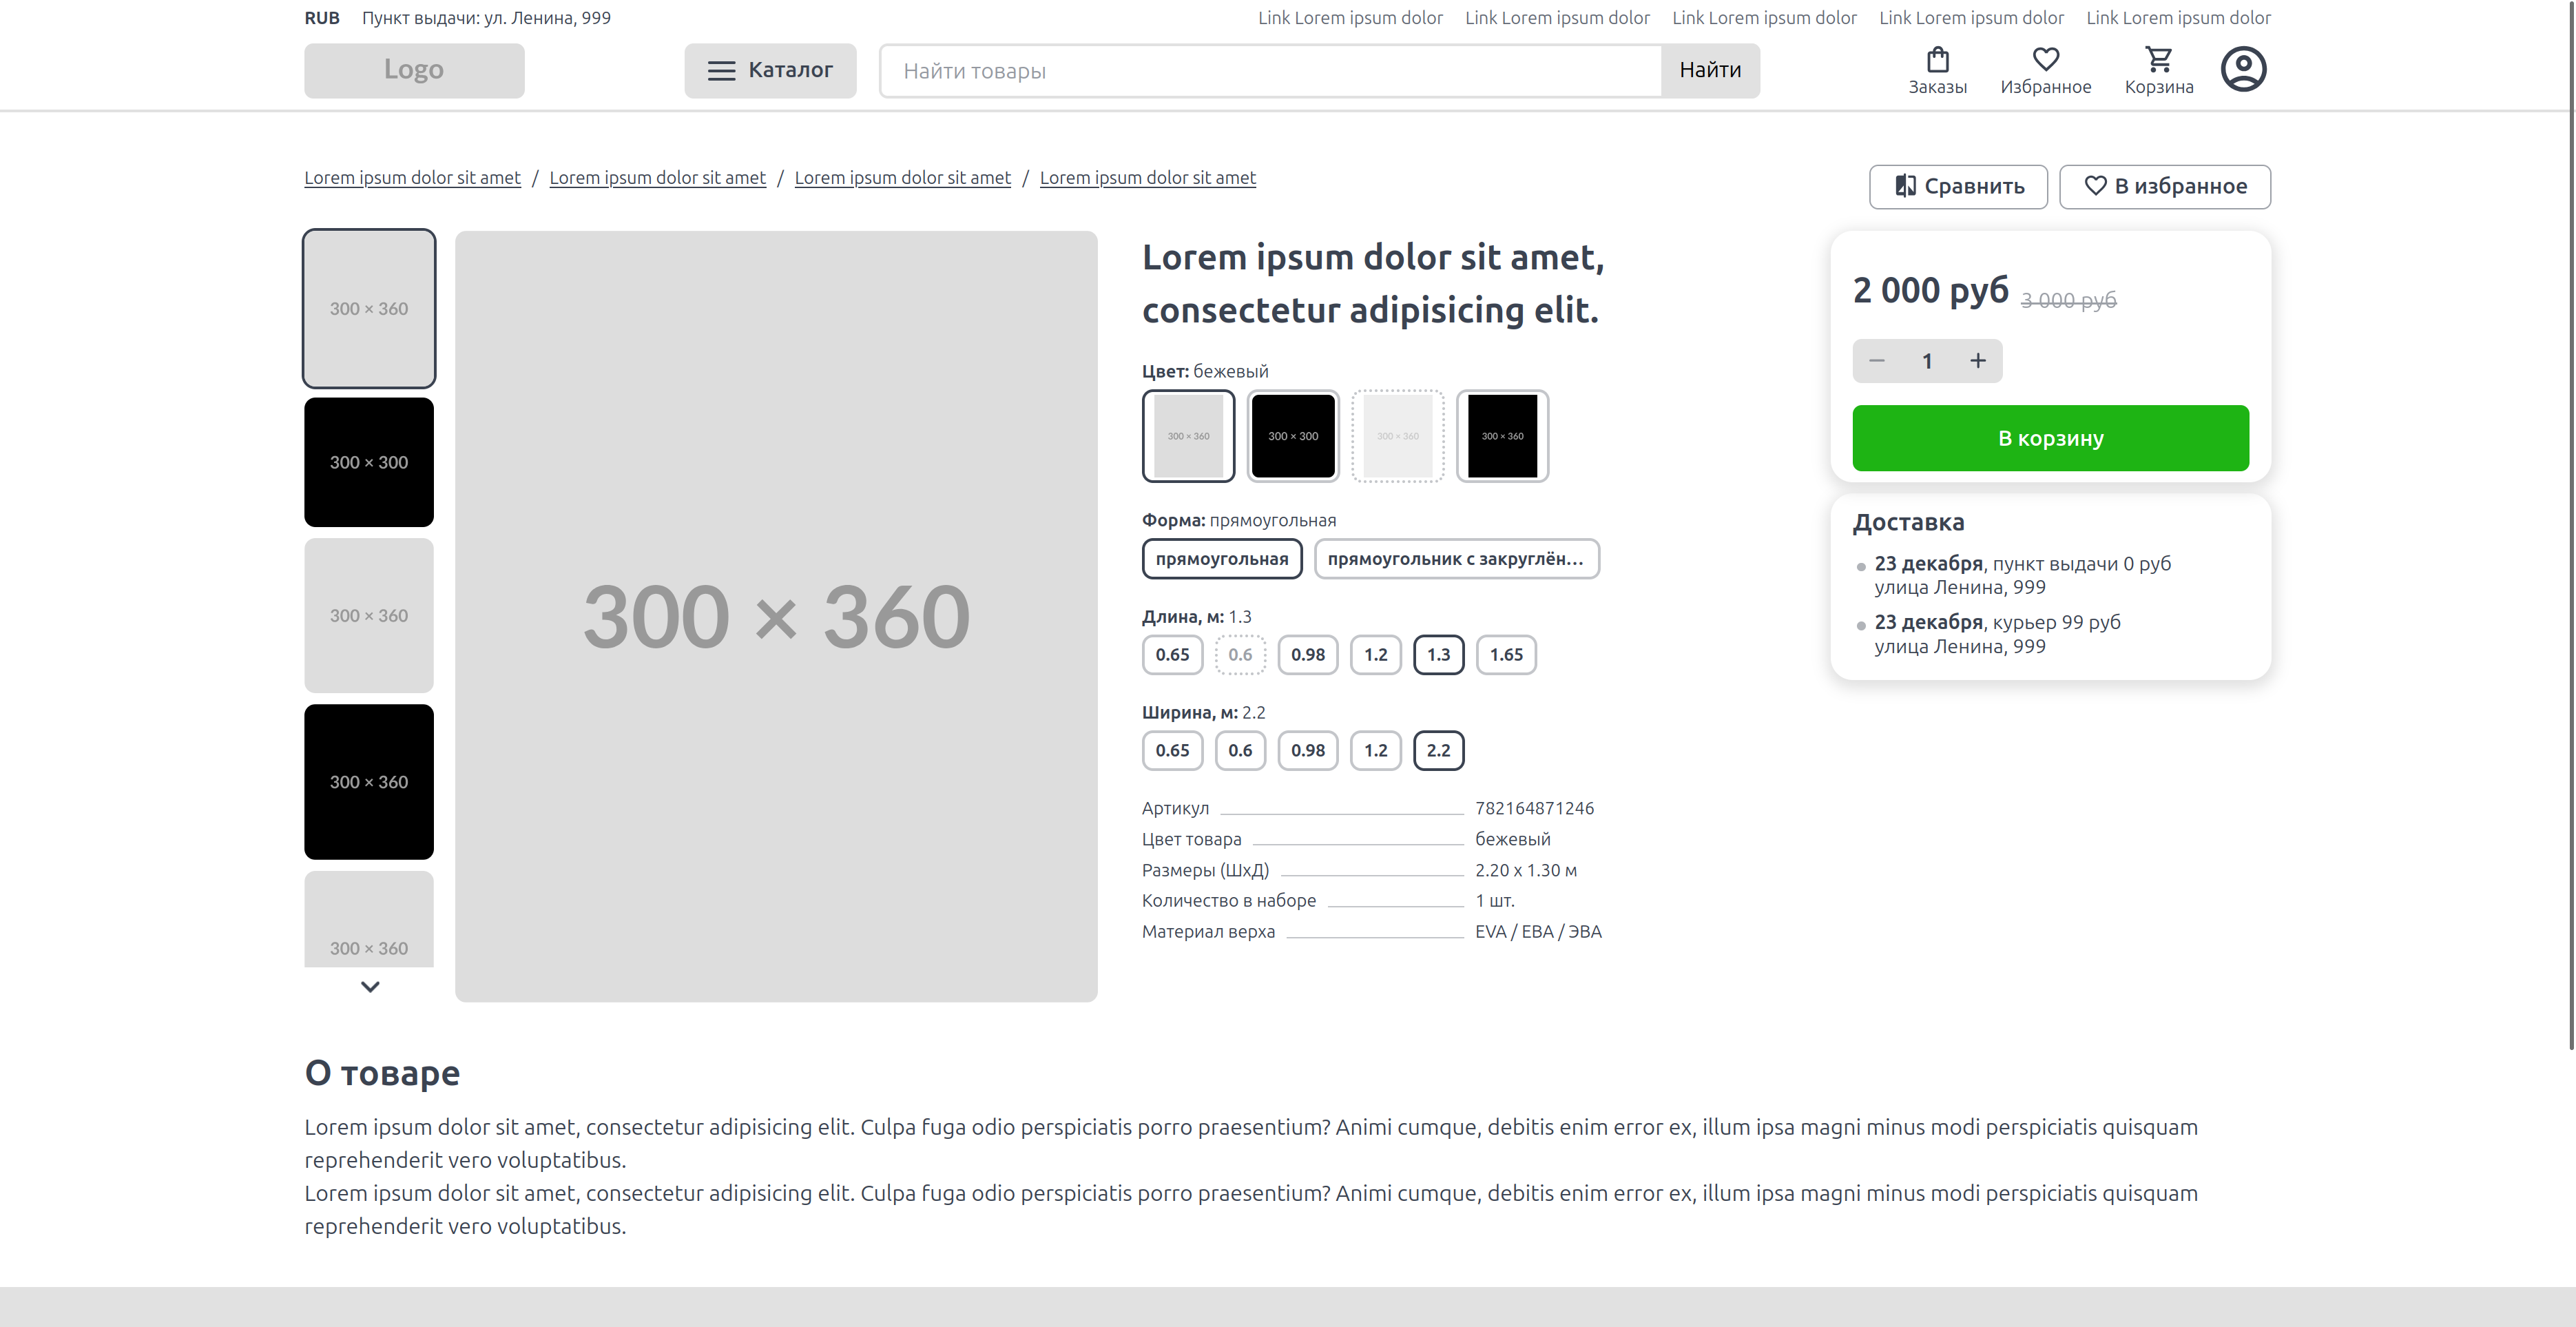 RUB Пункт выдачи: ул. Ленина, 999 Link Lorem ipsum dolor Link Lorem ipsum dolor Link Lorem ipsum dolor Link Lorem ipsum dolor Link Lorem ipsum dolor
Logo Каталог Найти товары Найти Заказы Избранное Корзина
Lorem ipsum dolor sit amet / Lorem ipsum dolor sit amet / Lorem ipsum dolor sit amet / Lorem ipsum dolor sit amet
Сравнить В избранное
300 × 360
300 × 300
300 × 360
300 × 360
300 × 360
300 × 360
Lorem ipsum dolor sit amet,
consectetur adipisicing elit.
Цвет: бежевый
300 × 360 300 × 300 300 × 360 300 × 360
Форма: прямоугольная
прямоугольная прямоугольник с закруглён...
Длина, м: 1.3
0.65 0.6 0.98 1.2 1.3 1.65
Ширина, м: 2.2
0.65 0.6 0.98 1.2 2.2
Артикул 782164871246
Цвет товара бежевый
Размеры (ШхД) 2.20 x 1.30 м
Количество в наборе 1 шт.
Материал верха EVA / ЕВА / ЭВА
2 000 руб 3 000 руб
− 1 +
В корзину
Доставка
23 декабря, пункт выдачи 0 руб
улица Ленина, 999
23 декабря, курьер 99 руб
улица Ленина, 999
О товаре
Lorem ipsum dolor sit amet, consectetur adipisicing elit. Culpa fuga odio perspiciatis porro praesentium? Animi cumque, debitis enim error ex, illum ipsa magni minus modi perspiciatis quisquam
reprehenderit vero voluptatibus.
Lorem ipsum dolor sit amet, consectetur adipisicing elit. Culpa fuga odio perspiciatis porro praesentium? Animi cumque, debitis enim error ex, illum ipsa magni minus modi perspiciatis quisquam
reprehenderit vero voluptatibus.